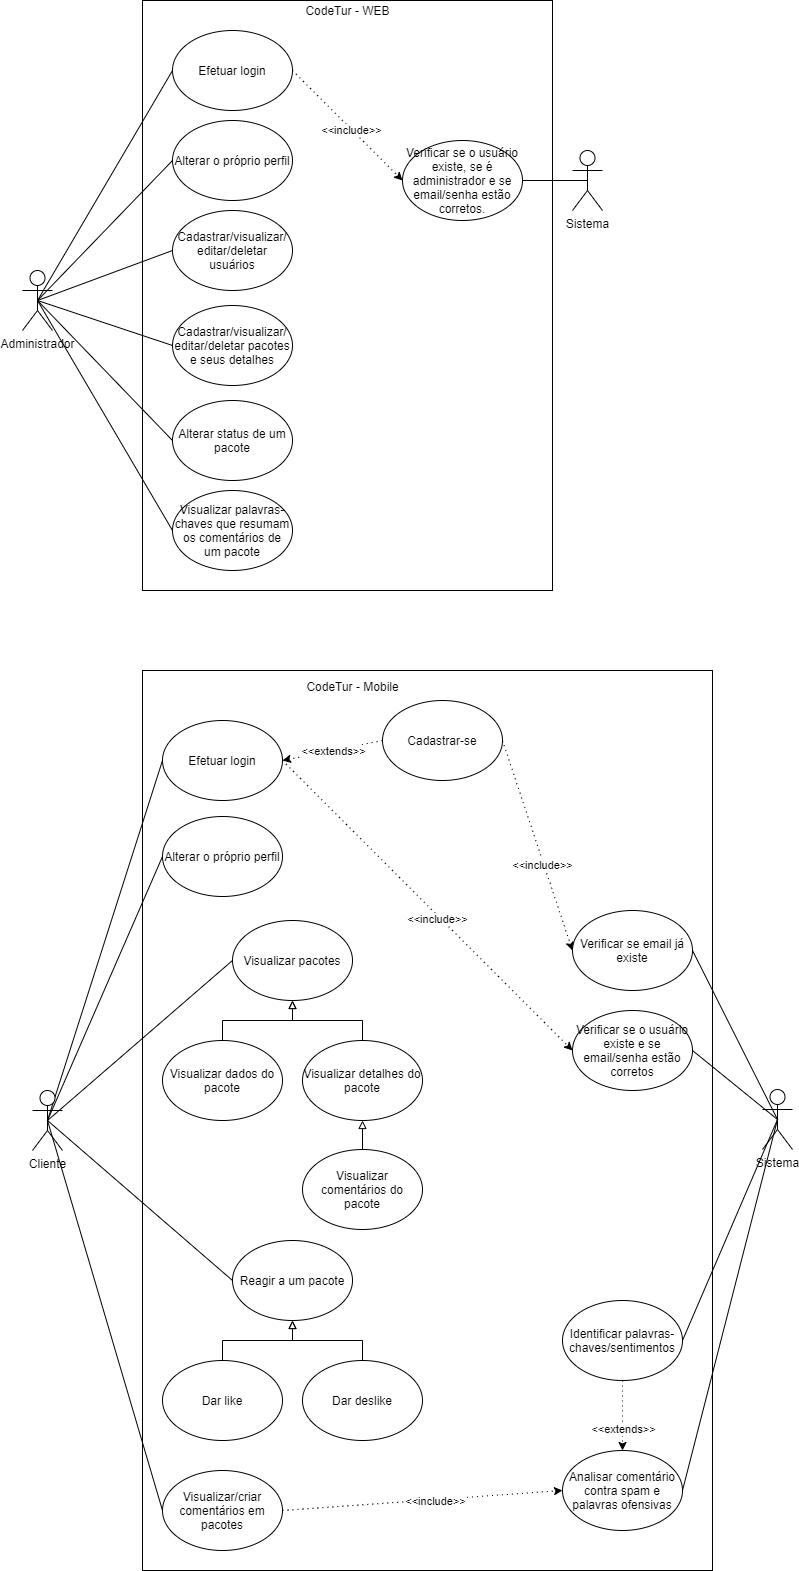 CodeTur - WEB
Efetuar login
<<include>>
Verificar se o usuário
existe, se é
administrador e se
email/senha estão
corretos.
Alterar o próprio perfil
Sistema
Cadastrar/visualizar/
editar/deletar
usuários
Administrador
Cadastrar/visualizar/
editar/deletar pacotes
e seus detalhes
Alterar status de um
pacote
Visualizar palavras-
chaves que resumam
os comentários de
um pacote
CodeTur - Mobile
Efetuar login
<<extends>>
Cadastrar-se
Alterar o próprio perfil
<<include>>
<<include>>
Verificar se email já
existe
Visualizar pacotes
Verificar se o usuário
existe e se
email/senha estão
corretos
Visualizar dados do
pacote
Visualizar detalhes do
pacote
Cliente
Sistema
Visualizar
comentários do
pacote
Reagir a um pacote
Identificar palavras-
chaves/sentimentos
Dar like
Dar deslike
<<extends>>
Visualizar/criar
comentários em
pacotes
<<include>>
Analisar comentário
contra spam e
palavras ofensivas